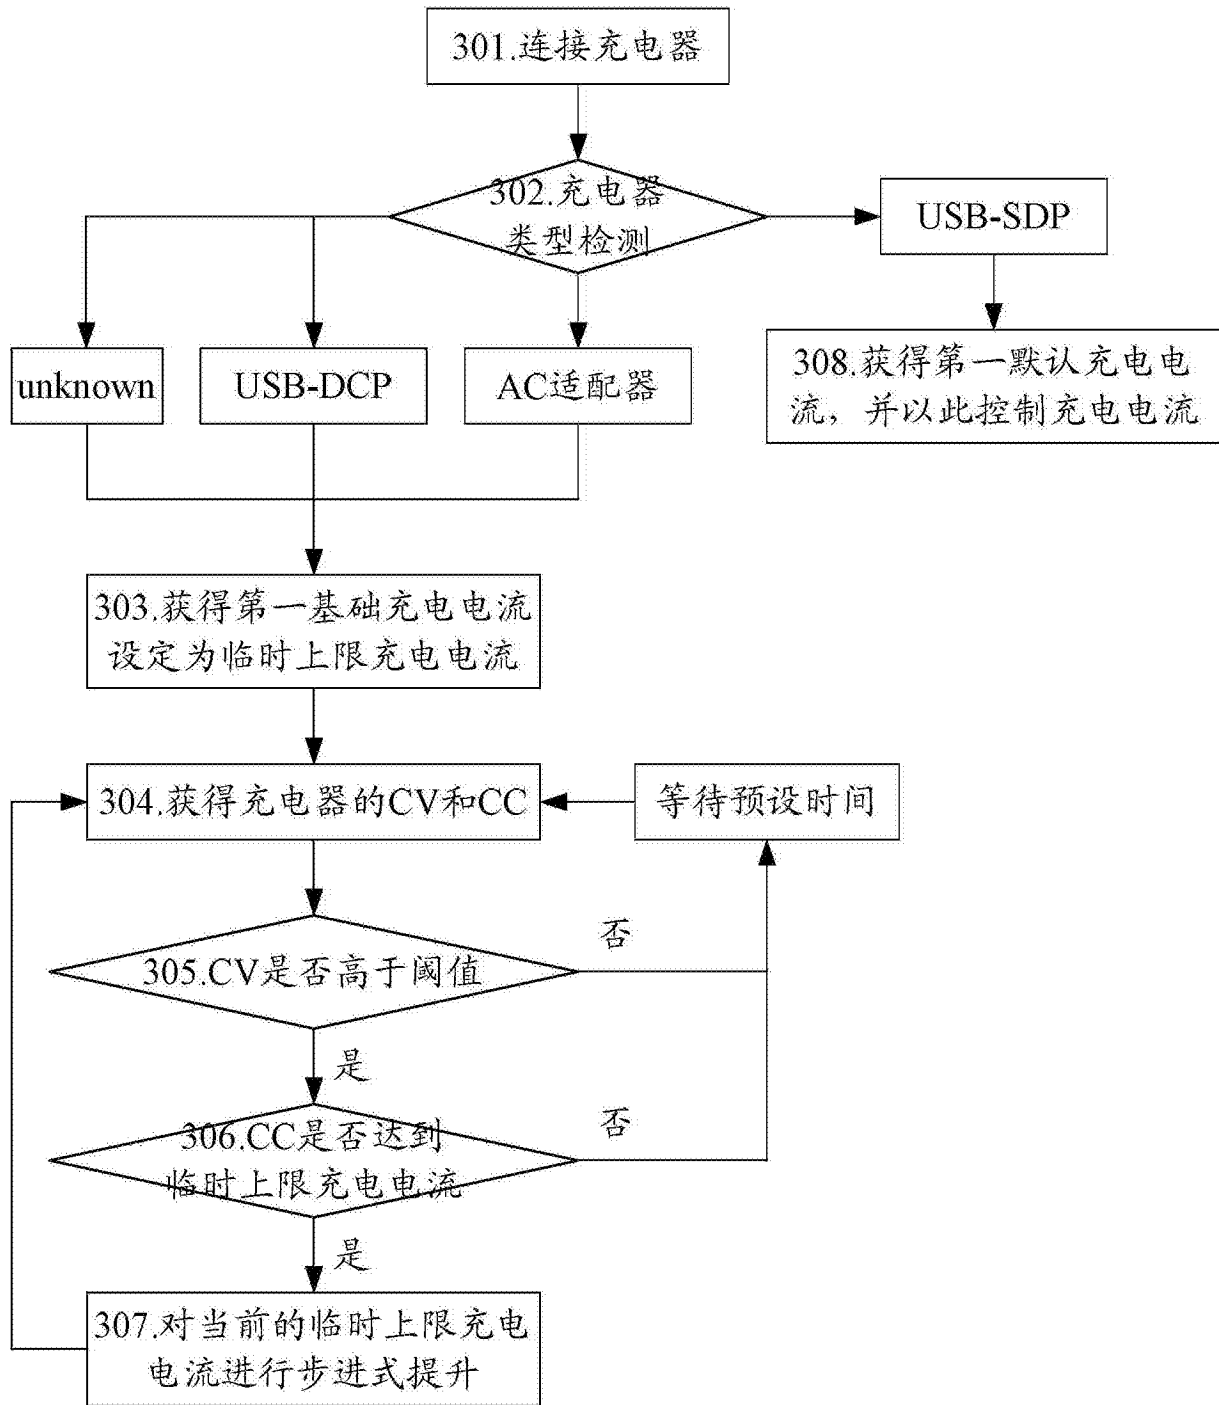 301.连接充电器
302.充电器
类型检测
USB-SDP
unknown
USB-DCP
AC适配器
308.获得第一默认充电电
流，并以此控制充电电流
303.获得第一基础充电电流
设定为临时上限充电电流
304.获得充电器的CV和CC
等待预设时间
305.CV是否高于阈值
否
是
306.CC是否达到
临时上限充电电流
否
是
307.对当前的临时上限充电
电流进行步进式提升